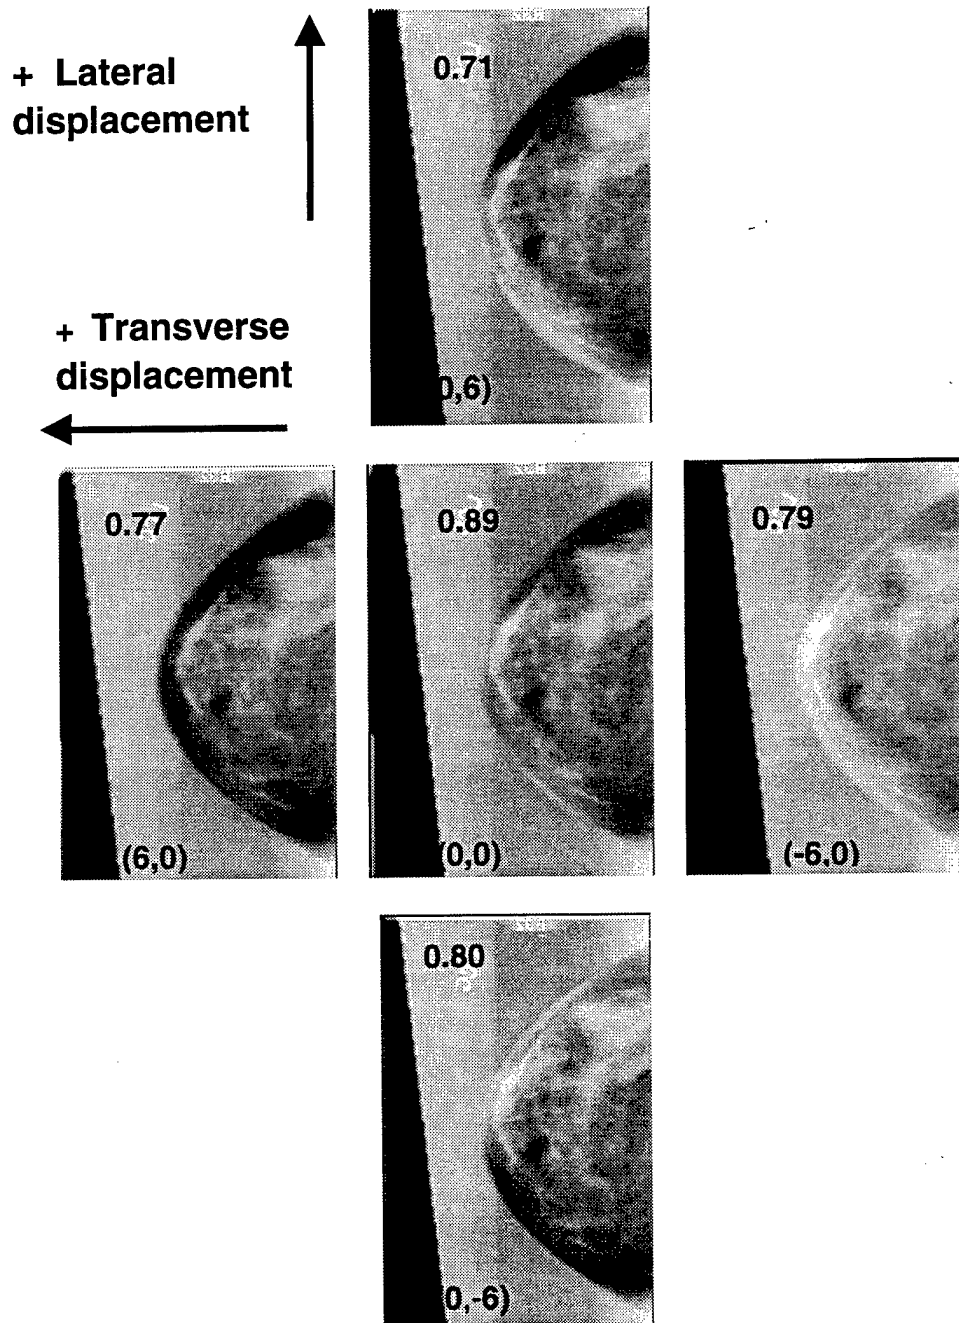 + Lateral
displacement
0.71
0,6)
+ Transverse
displacement
0.77
(6,0)
0.89
(0,0)
0.79
(-6,0)
0.80
0,-6)